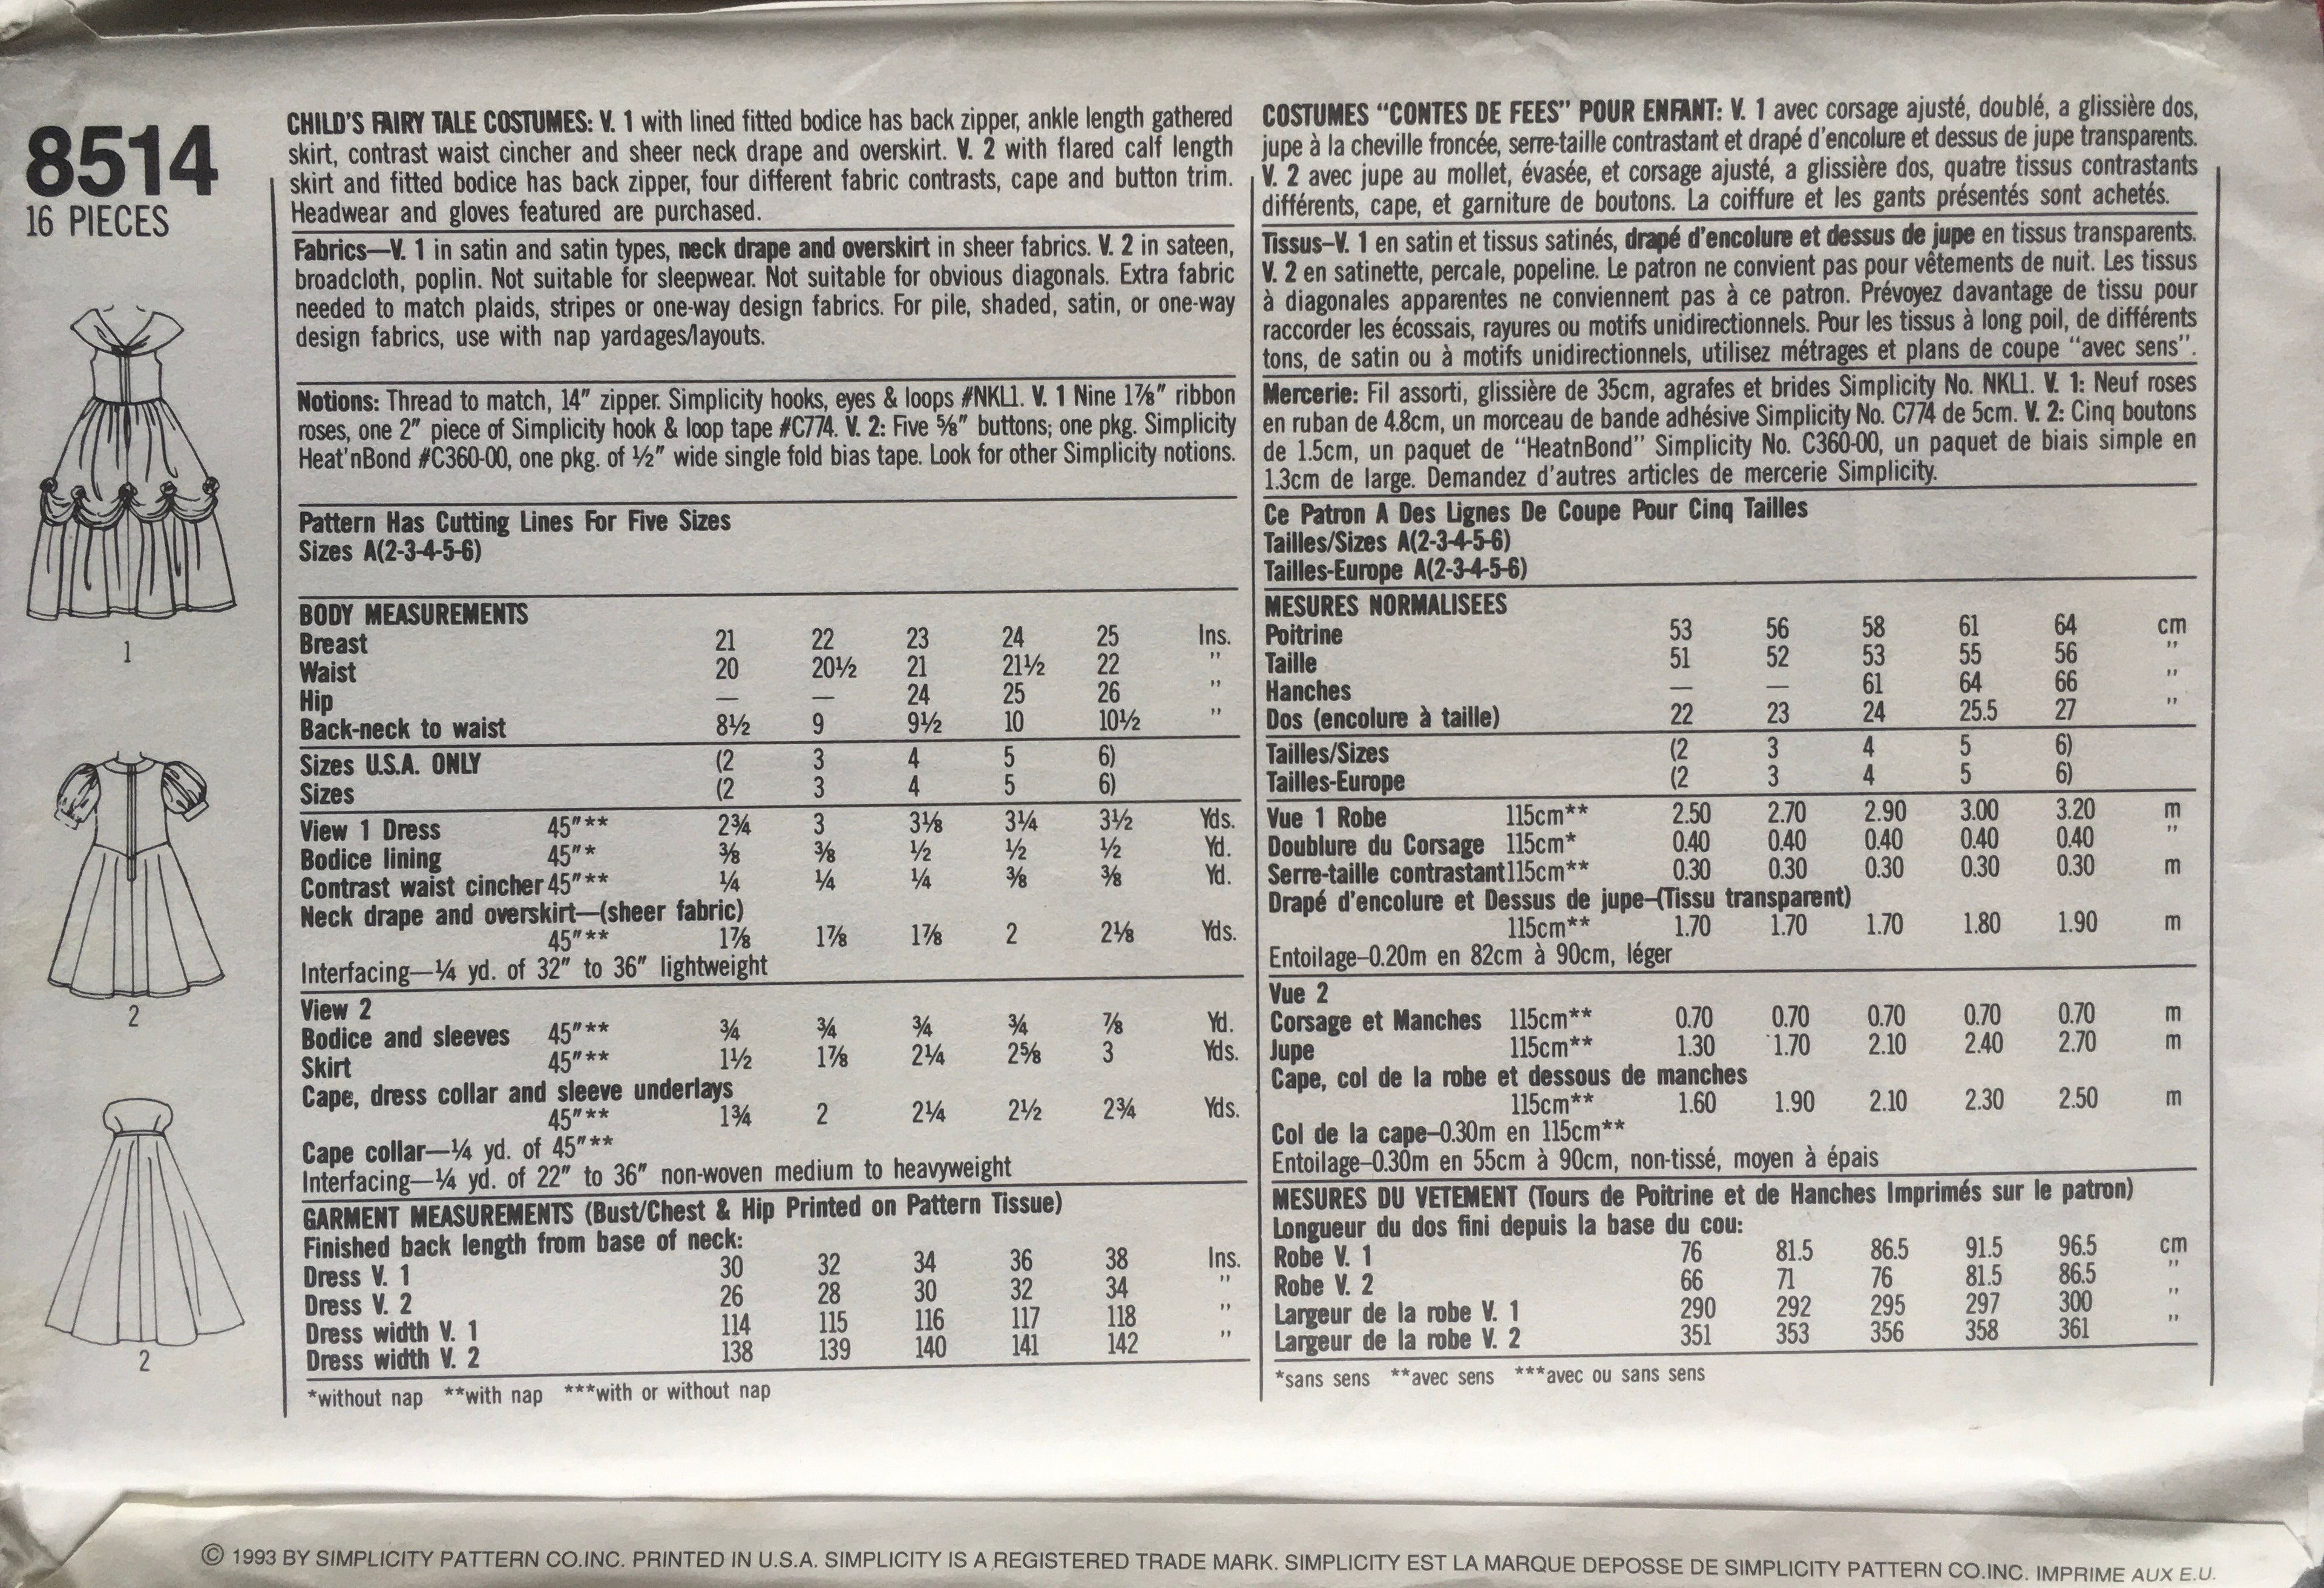 8514
16 PIECES
1
2
2
CHILD'S FAIRY TALE COSTUMES: V. 1 with lined fitted bodice has back zipper, ankle length gathered
skirt, contrast waist cincher and sheer neck drape and overskirt. V. 2 with flared calf length
skirt and fitted bodice has back zipper, four different fabric contrasts, cape and button trim.
Headwear and gloves featured are purchased.
Fabrics—V. 1 in satin and satin types, neck drape and overskirt in sheer fabrics. V. 2 in sateen,
broadcloth, poplin. Not suitable for sleepwear. Not suitable for obvious diagonals. Extra fabric
needed to match plaids, stripes or one-way design fabrics. For pile, shaded, satin, or one-way
design fabrics, use with nap yardages/layouts.
Notions: Thread to match, 14" zipper. Simplicity hooks, eyes & loops #NKL1. V. 1 Nine 1⅞" ribbon
roses, one 2" piece of Simplicity hook & loop tape #C774. V. 2: Five ⅝" buttons; one pkg. Simplicity
Heat'nBond #C360-00, one pkg. of ½" wide single fold bias tape. Look for other Simplicity notions.
Pattern Has Cutting Lines For Five Sizes
Sizes A(2-3-4-5-6)
BODY MEASUREMENTS
Breast 21 22 23 24 25 Ins.
Waist 20 20½ 21 21½ 22 "
Hip — — 24 25 26 "
Back-neck to waist 8½ 9 9½ 10 10½ "
Sizes U.S.A. ONLY (2 3 4 5 6)
Sizes (2 3 4 5 6)
View 1 Dress 45"** 2¾ 3 3⅛ 3¼ 3½ Yds.
Bodice lining 45"* ⅜ ⅜ ½ ½ ½ Yd.
Contrast waist cincher 45"** ¼ ¼ ¼ ⅜ ⅜ Yd.
Neck drape and overskirt—(sheer fabric)
45"** 1⅞ 1⅞ 1⅞ 2 2⅛ Yds.
Interfacing—¼ yd. of 32" to 36" lightweight
View 2
Bodice and sleeves 45"** ¾ ¾ ¾ ¾ ⅞ Yd.
Skirt 45"** 1½ 1⅞ 2¼ 2⅝ 3 Yds.
Cape, dress collar and sleeve underlays
45"** 1¾ 2 2¼ 2½ 2¾ Yds.
Cape collar—¼ yd. of 45"**
Interfacing—¼ yd. of 22" to 36" non-woven medium to heavyweight
GARMENT MEASUREMENTS (Bust/Chest & Hip Printed on Pattern Tissue)
Finished back length from base of neck:
Dress V. 1 30 32 34 36 38 Ins.
Dress V. 2 26 28 30 32 34 "
Dress width V. 1 114 115 116 117 118 "
Dress width V. 2 138 139 140 141 142 "
*without nap **with nap ***with or without nap
COSTUMES "CONTES DE FEES" POUR ENFANT: V. 1 avec corsage ajusté, doublé, a glissière dos,
jupe à la cheville froncée, serre-taille contrastant et drapé d'encolure et dessus de jupe transparents.
V. 2 avec jupe au mollet, évasée, et corsage ajusté, a glissière dos, quatre tissus contrastants
différents, cape, et garniture de boutons. La coiffure et les gants présentés sont achetés.
Tissus–V. 1 en satin et tissus satinés, drapé d'encolure et dessus de jupe en tissus transparents.
V. 2 en satinette, percale, popeline. Le patron ne convient pas pour vêtements de nuit. Les tissus
à diagonales apparentes ne conviennent pas à ce patron. Prévoyez davantage de tissu pour
raccorder les écossais, rayures ou motifs unidirectionnels. Pour les tissus à long poil, de différents
tons, de satin ou à motifs unidirectionnels, utilisez métrages et plans de coupe "avec sens".
Mercerie: Fil assorti, glissière de 35cm, agrafes et brides Simplicity No. NKL1. V. 1: Neuf roses
en ruban de 4.8cm, un morceau de bande adhésive Simplicity No. C774 de 5cm. V. 2: Cinq boutons
de 1.5cm, un paquet de "HeatnBond" Simplicity No. C360-00, un paquet de biais simple en
1.3cm de large. Demandez d'autres articles de mercerie Simplicity.
Ce Patron A Des Lignes De Coupe Pour Cinq Tailles
Tailles/Sizes A(2-3-4-5-6)
Tailles-Europe A(2-3-4-5-6)
MESURES NORMALISEES
Poitrine 53 56 58 61 64 cm
Taille 51 52 53 55 56 "
Hanches — — 61 64 66 "
Dos (encolure à taille) 22 23 24 25.5 27 "
Tailles/Sizes (2 3 4 5 6)
Tailles-Europe (2 3 4 5 6)
Vue 1 Robe 115cm** 2.50 2.70 2.90 3.00 3.20 m
Doublure du Corsage 115cm* 0.40 0.40 0.40 0.40 0.40 "
Serre-taille contrastant 115cm** 0.30 0.30 0.30 0.30 0.30 m
Drapé d'encolure et Dessus de jupe–(Tissu transparent)
115cm** 1.70 1.70 1.70 1.80 1.90 m
Entoilage–0.20m en 82cm à 90cm, léger
Vue 2
Corsage et Manches 115cm** 0.70 0.70 0.70 0.70 0.70 m
Jupe 115cm** 1.30 1.70 2.10 2.40 2.70 m
Cape, col de la robe et dessous de manches
115cm** 1.60 1.90 2.10 2.30 2.50 m
Col de la cape–0.30m en 115cm**
Entoilage–0.30m en 55cm à 90cm, non-tissé, moyen à épais
MESURES DU VETEMENT (Tours de Poitrine et de Hanches Imprimés sur le patron)
Longueur du dos fini depuis la base du cou:
Robe V. 1 76 81.5 86.5 91.5 96.5 cm
Robe V. 2 66 71 76 81.5 86.5 "
Largeur de la robe V. 1 290 292 295 297 300 "
Largeur de la robe V. 2 351 353 356 358 361 "
*sans sens **avec sens ***avec ou sans sens
© 1993 BY SIMPLICITY PATTERN CO.INC. PRINTED IN U.S.A. SIMPLICITY IS A REGISTERED TRADE MARK. SIMPLICITY EST LA MARQUE DEPOSSE DE SIMPLICITY PATTERN CO.INC. IMPRIME AUX E.U.